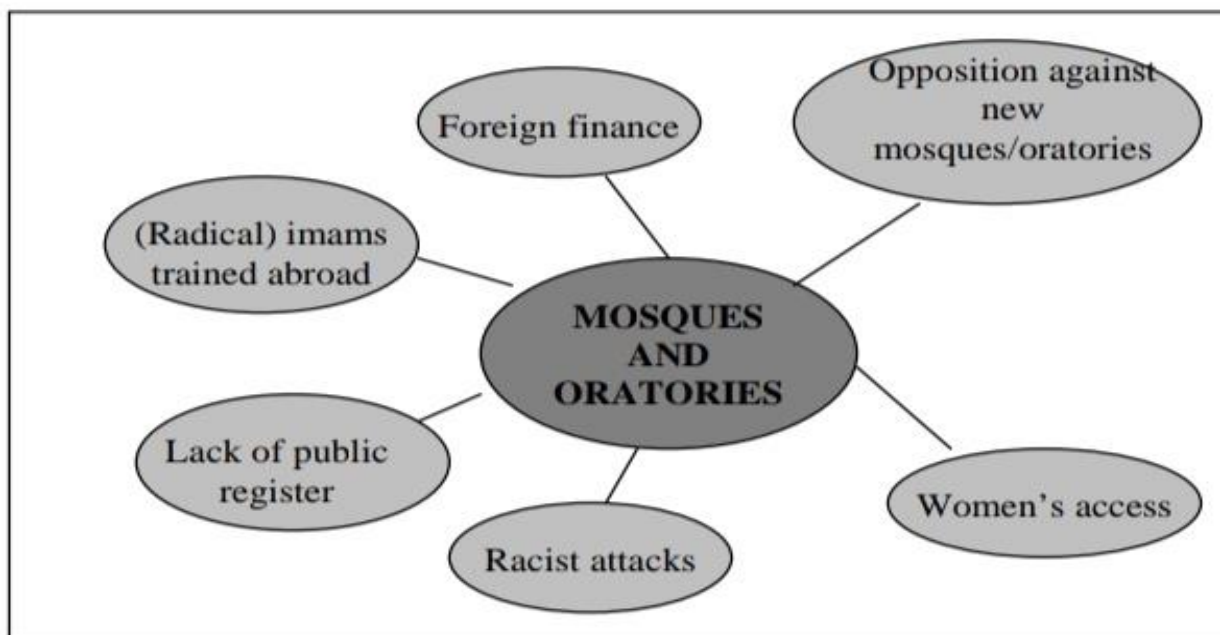 Foreign finance
Opposition against
new
mosques/oratories
(Radical) imams
trained abroad
MOSQUES
AND
ORATORIES
Lack of public
register
Racist attacks
Women's access